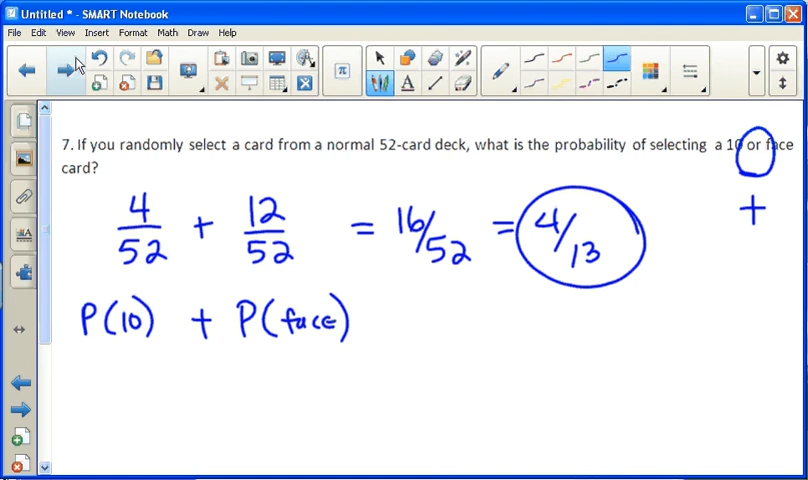 Untitled * - SMART Notebook
File Edit View Insert Format Math Draw Help
7. If you randomly select a card from a normal 52-card deck, what is the probability of selecting a 10 or face
card?
4/52 + 12/52 = 16/52 = 4/13
+
P(10) + P(face)